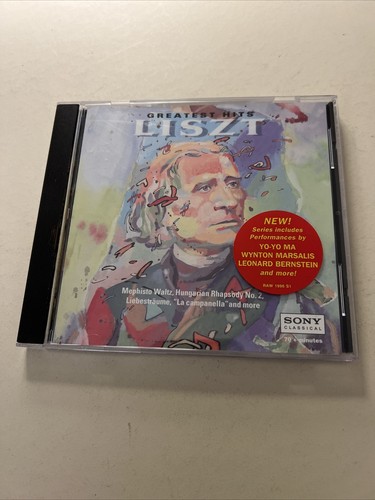 GREATEST HITS
LISZT
NEW!
Series includes
Performances by
YO-YO MA
WYNTON MARSALIS
LEONARD BERNSTEIN
and more!
Mephisto Waltz, Hungarian Rhapsody No. 2,
Liebesträume, "La campanella" and more
SONY
CLASSICAL
minutes